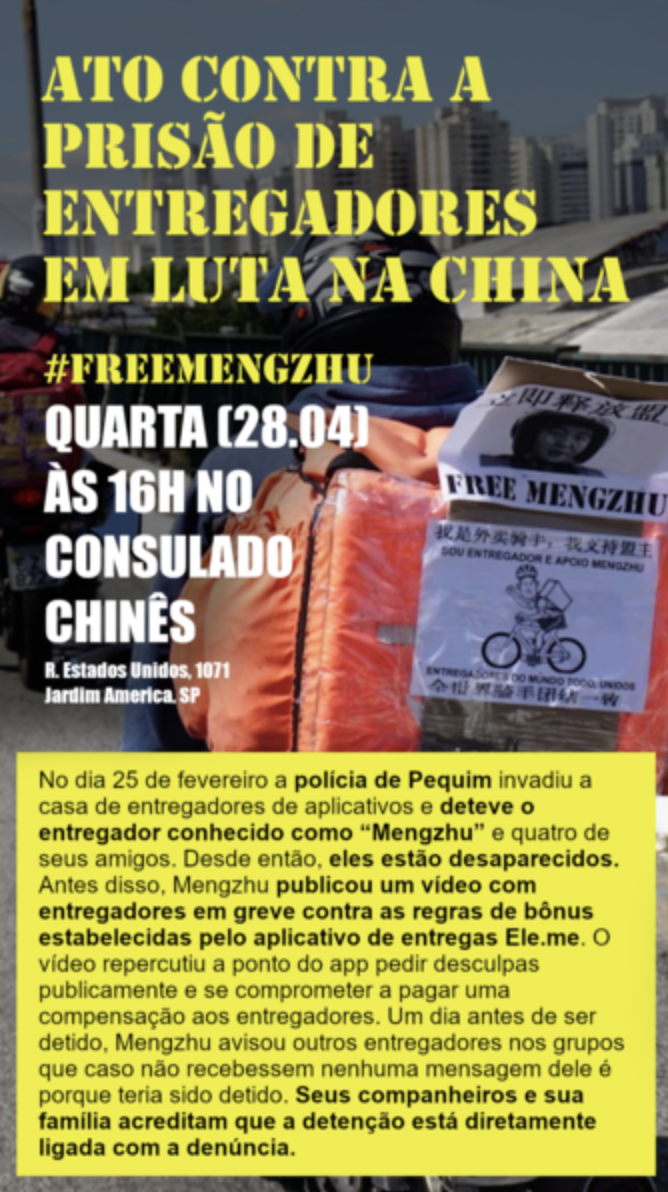 ATO CONTRA A
PRISÃO DE
ENTREGADORES
EM LUTA NA CHINA
#FREEMENGZHU
QUARTA (28.04)
ÀS 16H NO
CONSULADO
CHINÊS
R. Estados Unidos, 1071
Jardim America. SP
立即释放盟
FREE MENGZHU
我是外卖骑手，我支持盟主
SOU ENTREGADOR E APOIO MENGZHU
ENTREGADORES DO MUNDO TODO, UNIDOS
全世界骑手团结一致
No dia 25 de fevereiro a polícia de Pequim invadiu a
casa de entregadores de aplicativos e deteve o
entregador conhecido como “Mengzhu” e quatro de
seus amigos. Desde então, eles estão desaparecidos.
Antes disso, Mengzhu publicou um vídeo com
entregadores em greve contra as regras de bônus
estabelecidas pelo aplicativo de entregas Ele.me. O
vídeo repercutiu a ponto do app pedir desculpas
publicamente e se comprometer a pagar uma
compensação aos entregadores. Um dia antes de ser
detido, Mengzhu avisou outros entregadores nos grupos
que caso não recebessem nenhuma mensagem dele é
porque teria sido detido. Seus companheiros e sua
família acreditam que a detenção está diretamente
ligada com a denúncia.